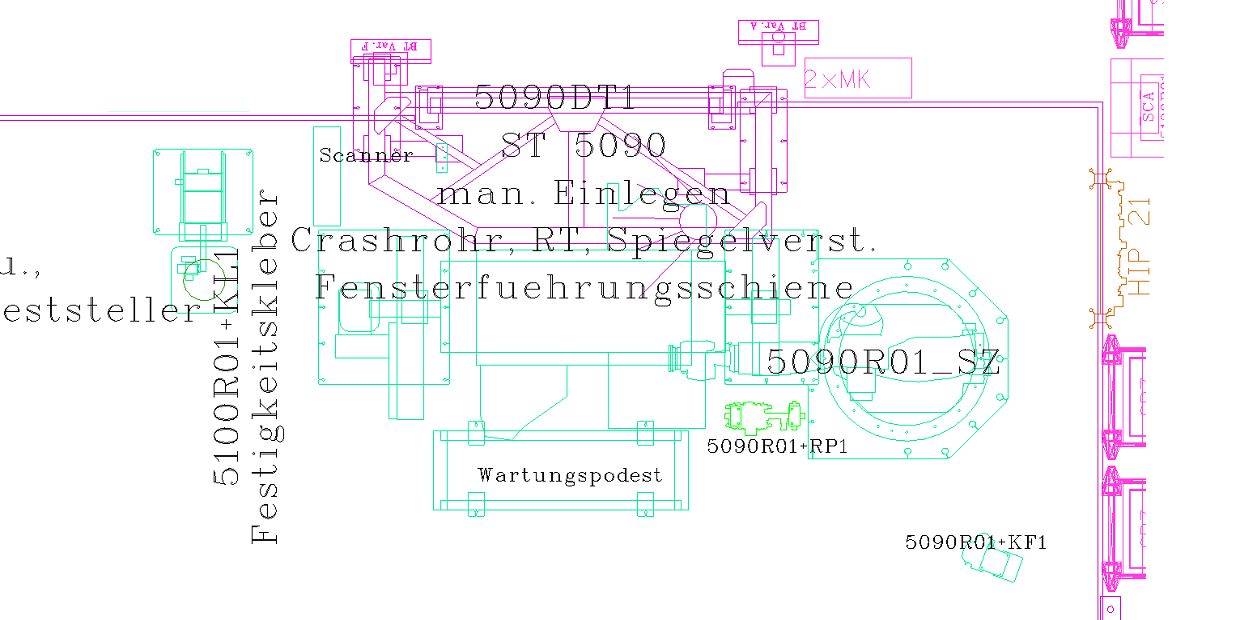 BT Var.F
BT Var.A
2×MK
5090DT1
ST 5090
Scanner
man. Einlegen
Crashrohr, RT, Spiegelverst.
Fensterfuehrungsschiene
u.,
eststeller
5100R01+KL1
Festigkeitskleber
5090R01_SZ
5090R01+RP1
Wartungspodest
5090R01+KF1
SCA
HIP 21